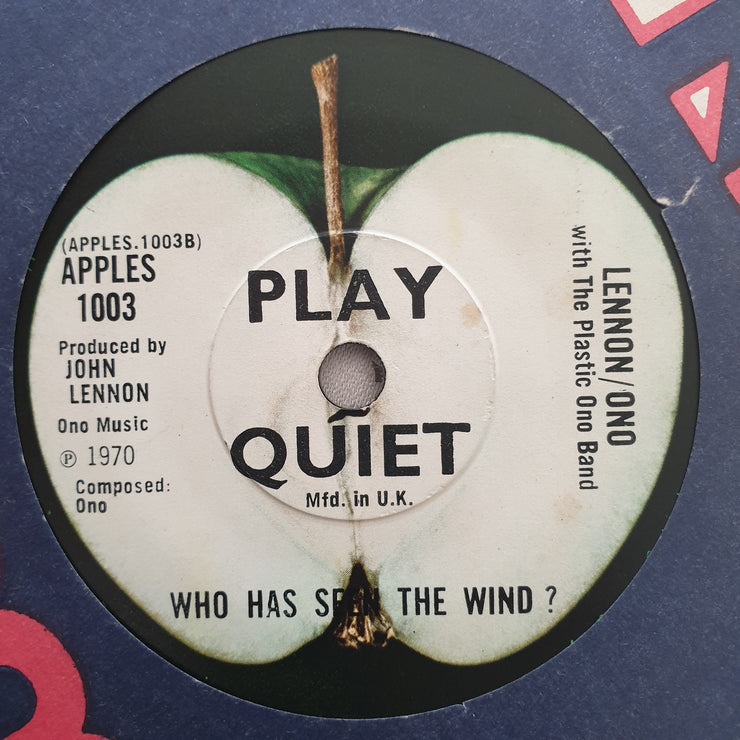 (APPLES.1003B)
APPLES
1003
Produced by
JOHN
LENNON
Ono Music
Ⓟ 1970
Composed:
Ono
PLAY
QUIET
Mfd. in U.K.
LENNON/ONO
with The Plastic Ono Band
WHO HAS SEEN THE WIND ?